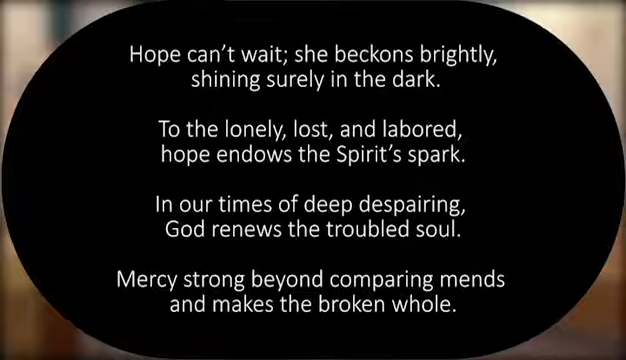 Hope can't wait; she beckons brightly,
shining surely in the dark.
To the lonely, lost, and labored,
hope endows the Spirit's spark.
In our times of deep despairing,
God renews the troubled soul.
Mercy strong beyond comparing mends
and makes the broken whole.